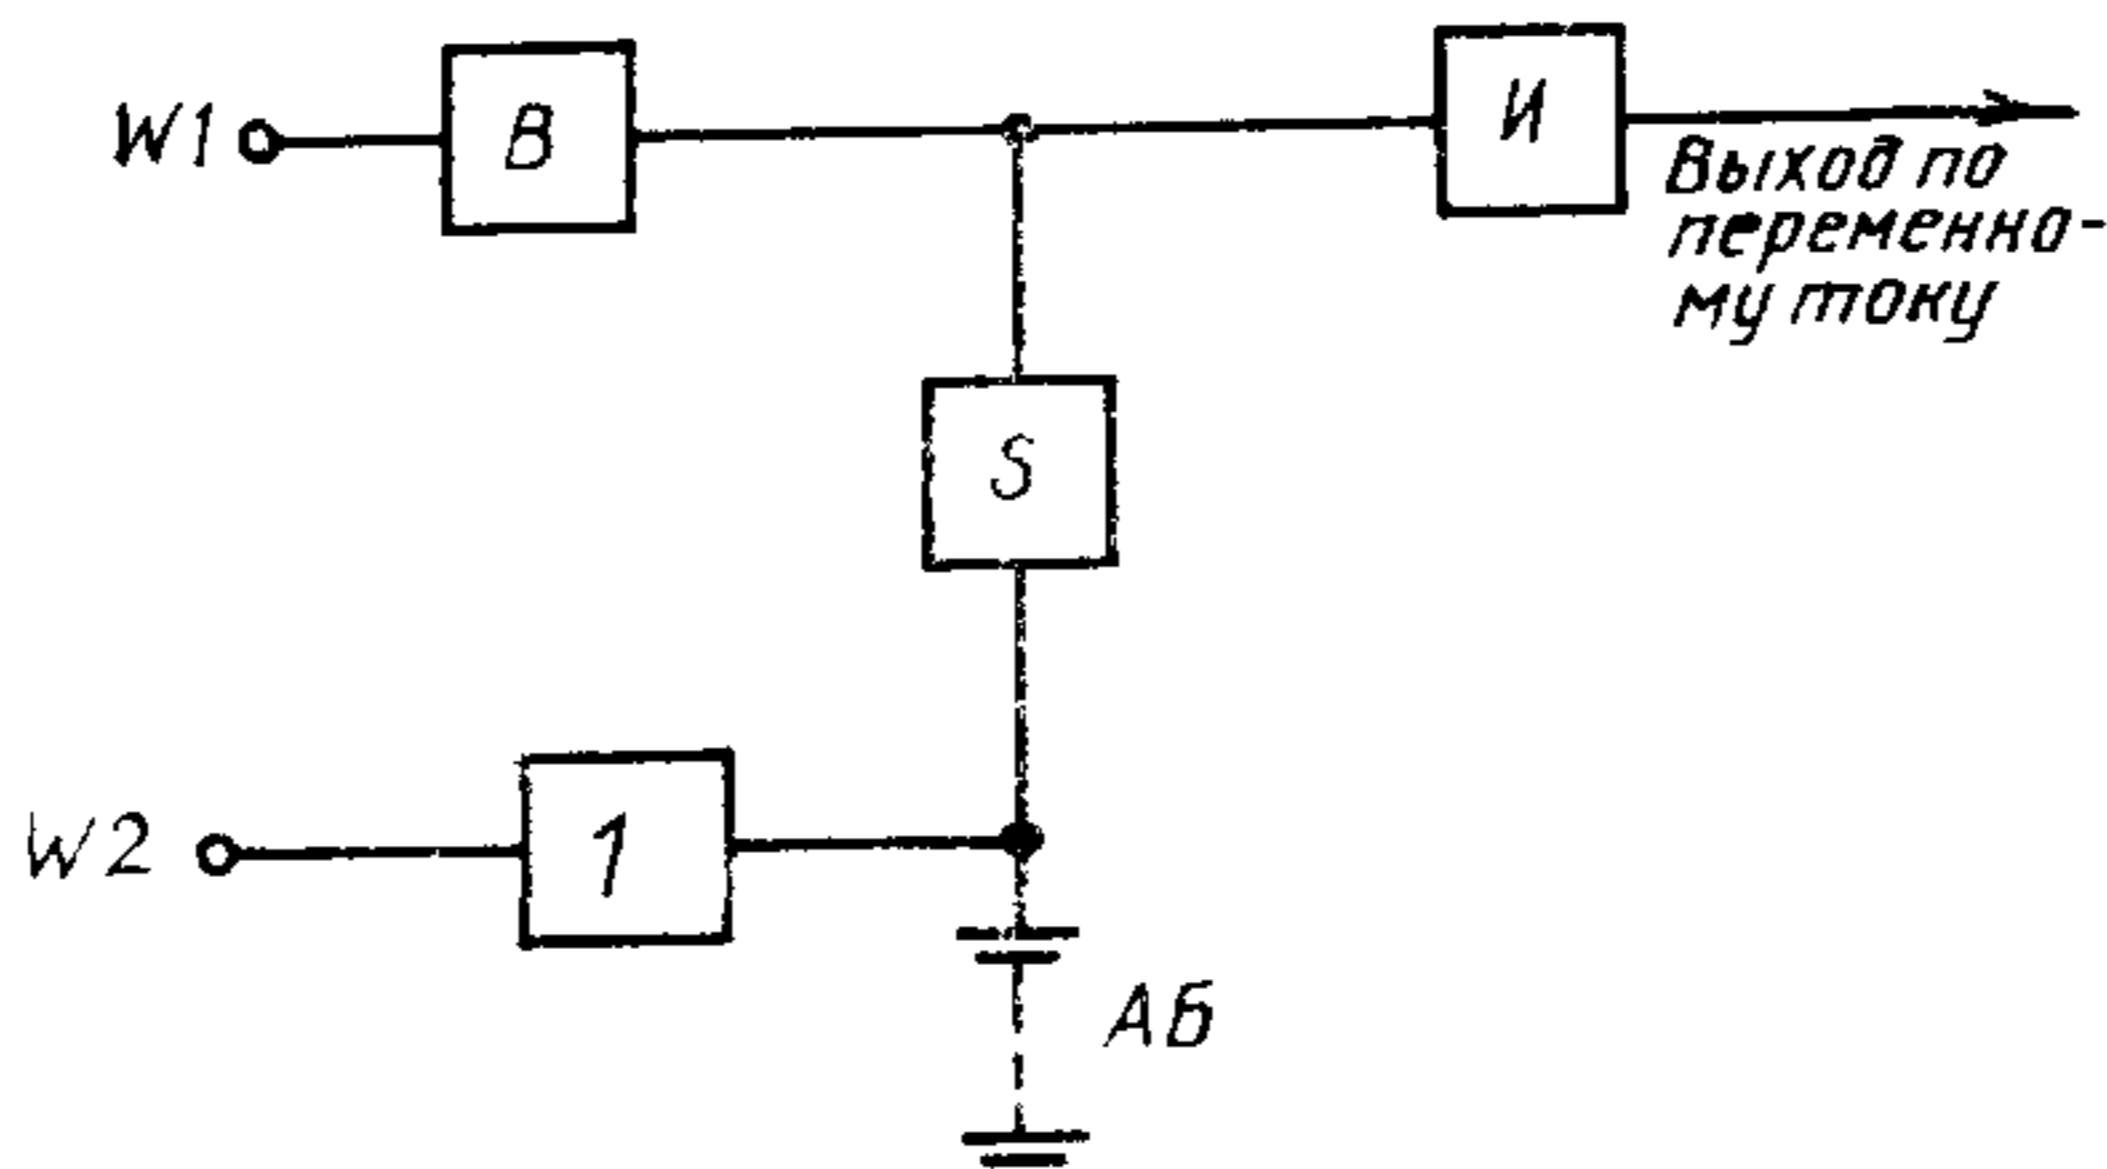 W1
В
И
Выход по
переменно-
му току
S
W2
1
АБ